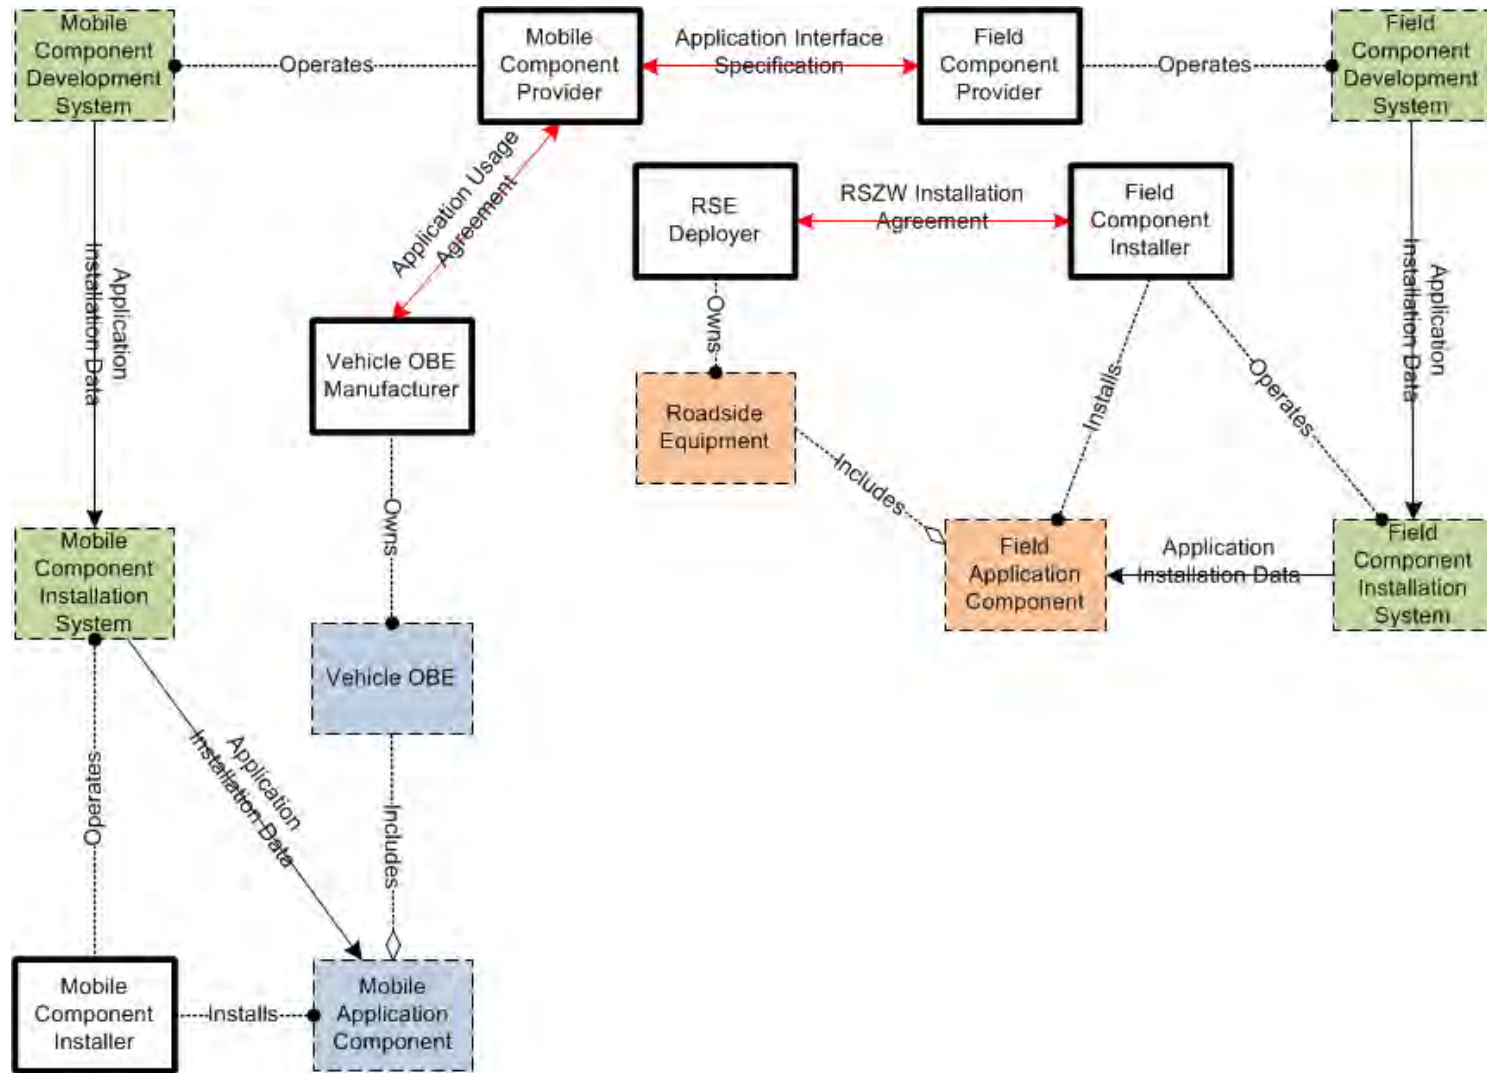 Mobile
Component
Development
System
Operates
Mobile
Component
Provider
Application Interface
Specification
Field
Component
Provider
Operates
Field
Component
Development
System
Application Usage
Agreement
RSE
Deployer
RSZW Installation
Agreement
Field
Component
Installer
Application
Installation Data
Vehicle OBE
Manufacturer
Owns
Roadside
Equipment
Installs
Operates
Application
Installation Data
Includes
Owns
Mobile
Component
Installation
System
Field
Application
Component
Application
Installation Data
Field
Component
Installation
System
Vehicle OBE
Application
Installation Data
Operates
Includes
Mobile
Component
Installer
Installs
Mobile
Application
Component